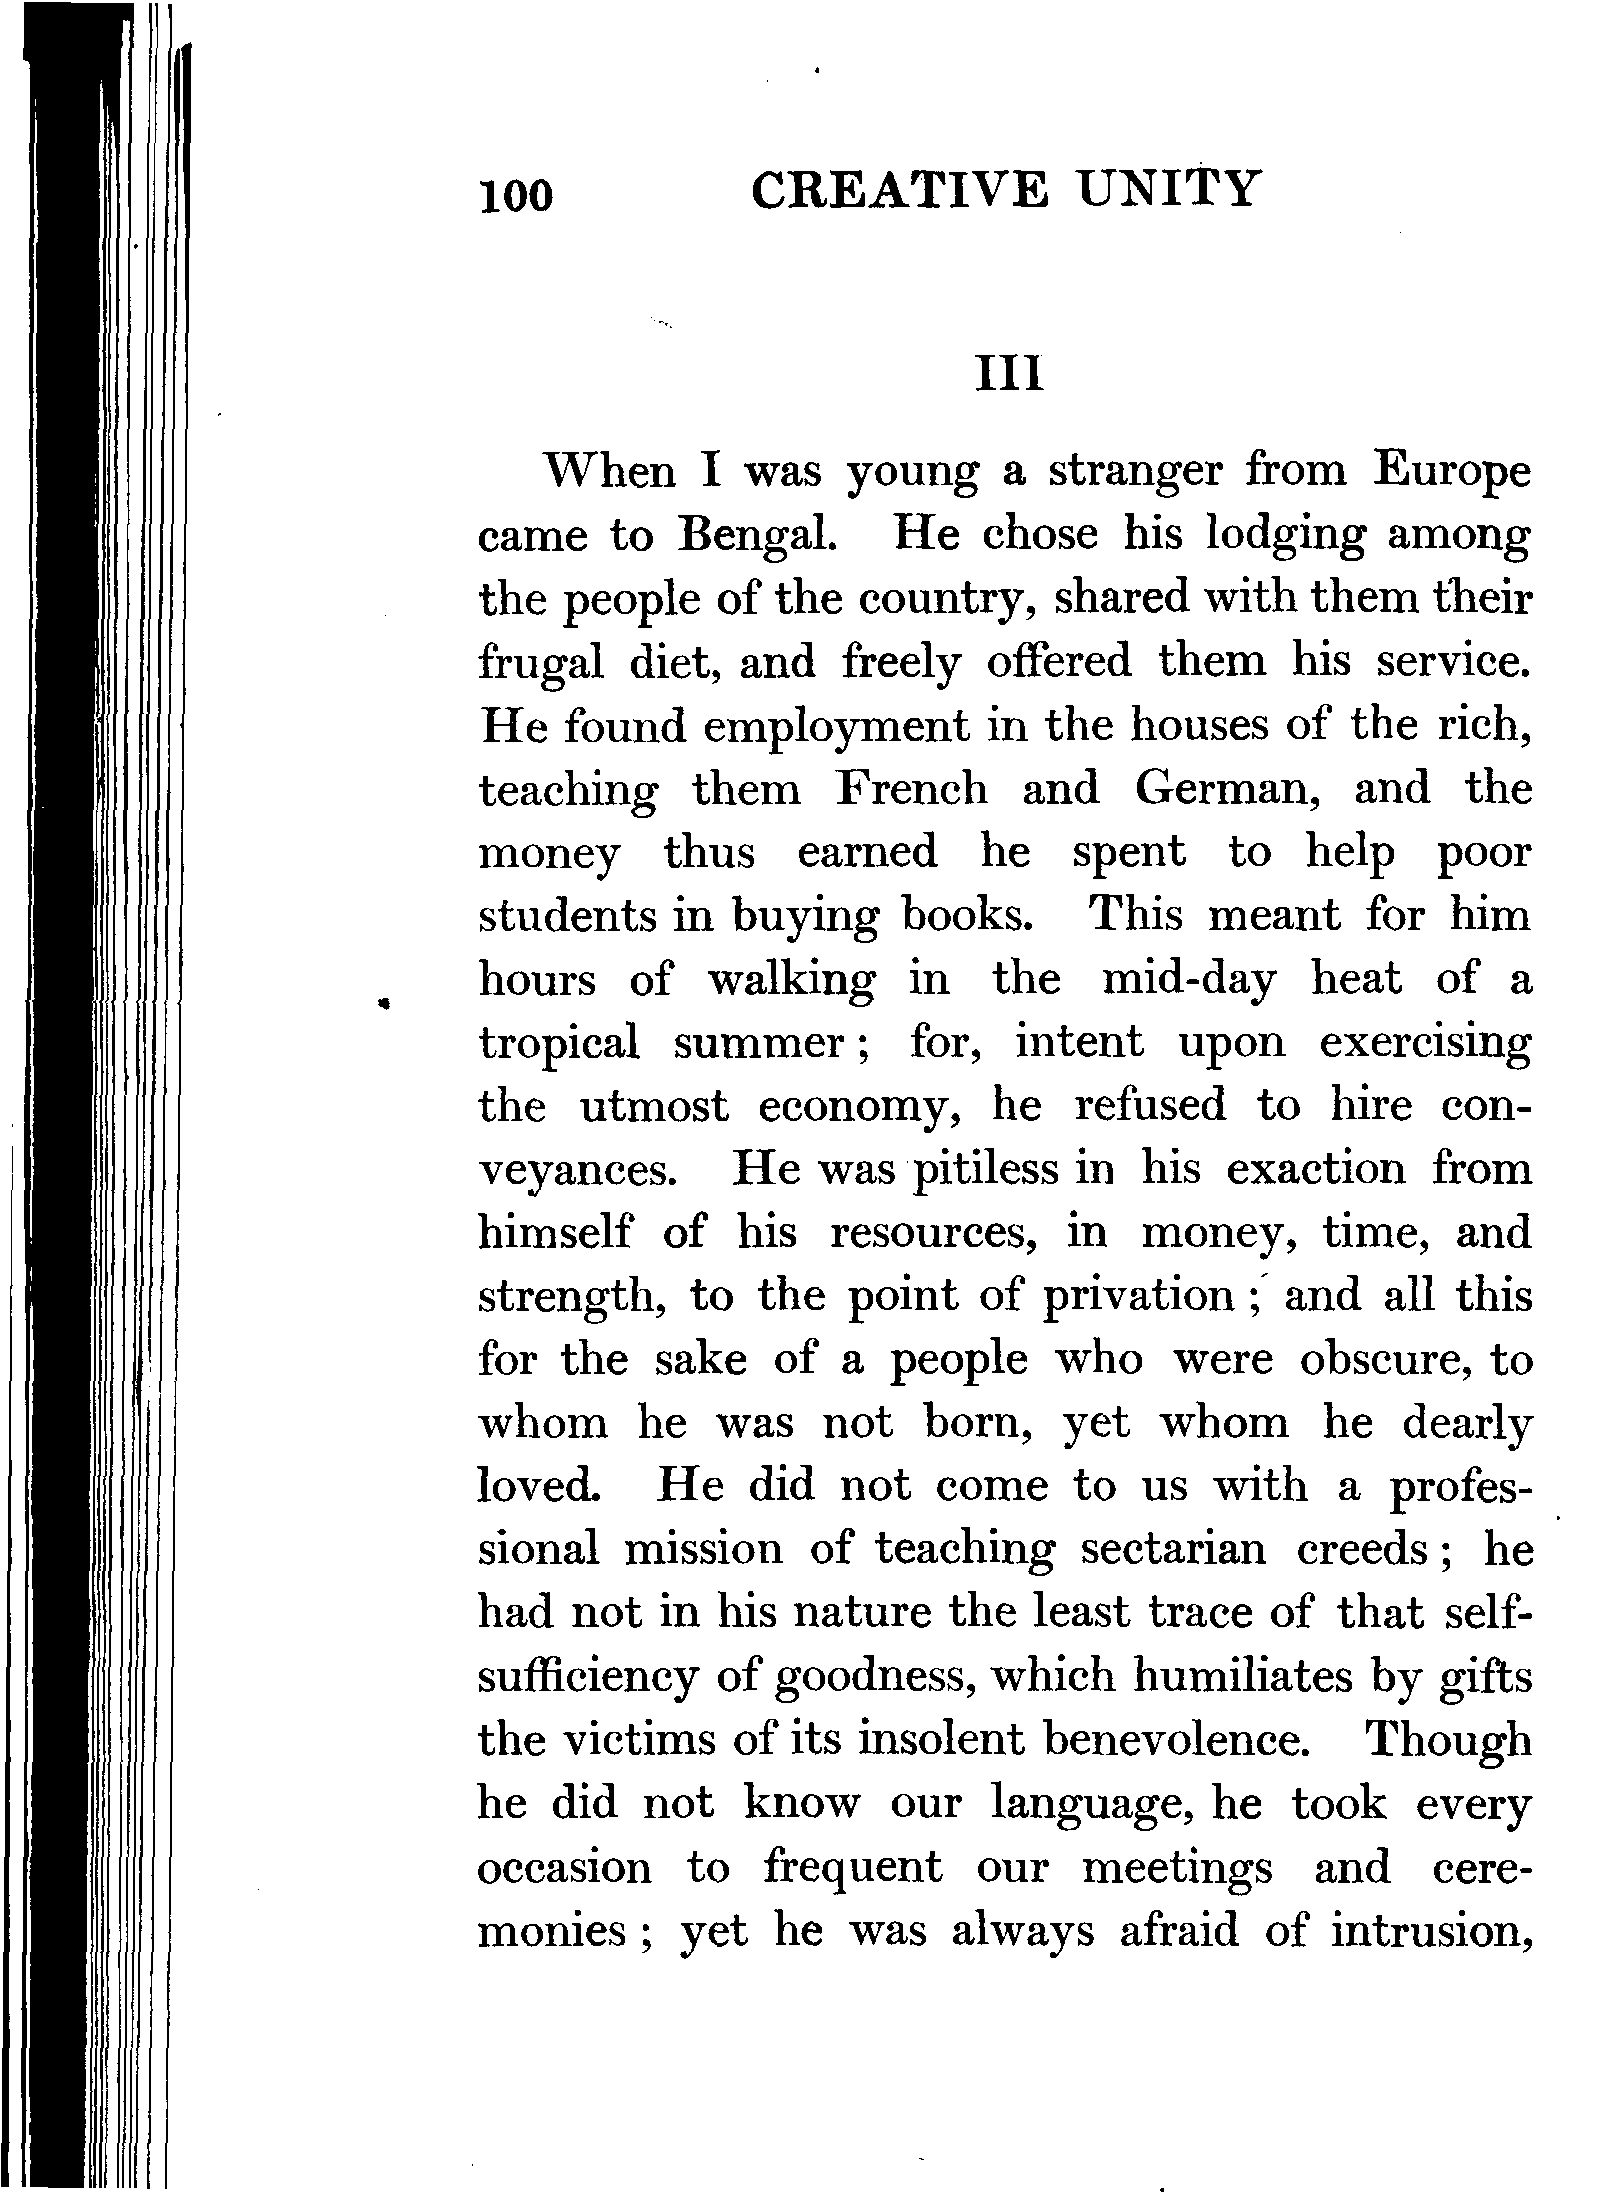 100 CREATIVE UNITY
III
When I was young a stranger from Europe
came to Bengal. He chose his lodging among
the people of the country, shared with them their
frugal diet, and freely offered them his service.
He found employment in the houses of the rich,
teaching them French and German, and the
money thus earned he spent to help poor
students in buying books. This meant for him
hours of walking in the mid-day heat of a
tropical summer ; for, intent upon exercising
the utmost economy, he refused to hire con-
veyances. He was pitiless in his exaction from
himself of his resources, in money, time, and
strength, to the point of privation ; and all this
for the sake of a people who were obscure, to
whom he was not born, yet whom he dearly
loved. He did not come to us with a profes-
sional mission of teaching sectarian creeds ; he
had not in his nature the least trace of that self-
sufficiency of goodness, which humiliates by gifts
the victims of its insolent benevolence. Though
he did not know our language, he took every
occasion to frequent our meetings and cere-
monies ; yet he was always afraid of intrusion,